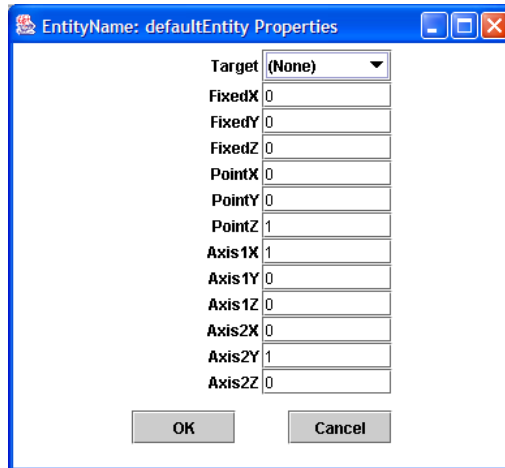 EntityName: defaultEntity Properties
Target (None)
FixedX 0
FixedY 0
FixedZ 0
PointX 0
PointY 0
PointZ 1
Axis1X 1
Axis1Y 0
Axis1Z 0
Axis2X 0
Axis2Y 1
Axis2Z 0
OK Cancel